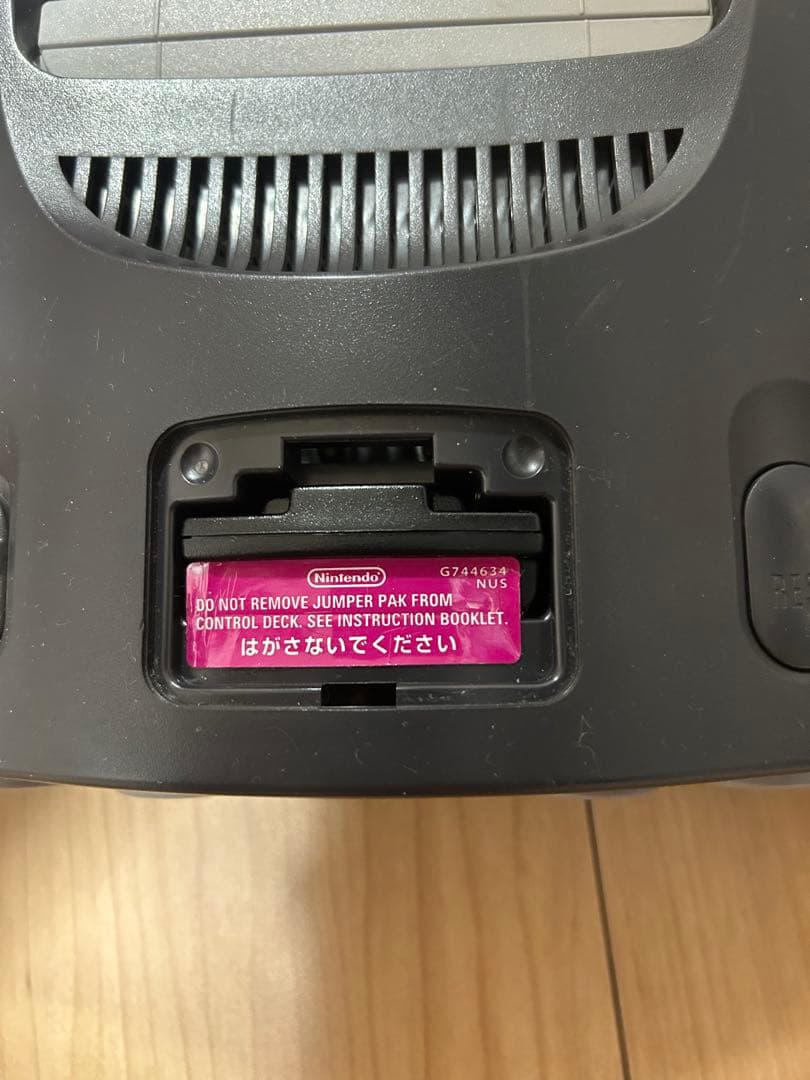 Nintendo
G744634
NUS
DO NOT REMOVE JUMPER PAK FROM
CONTROL DECK. SEE INSTRUCTION BOOKLET.
はがさないでください